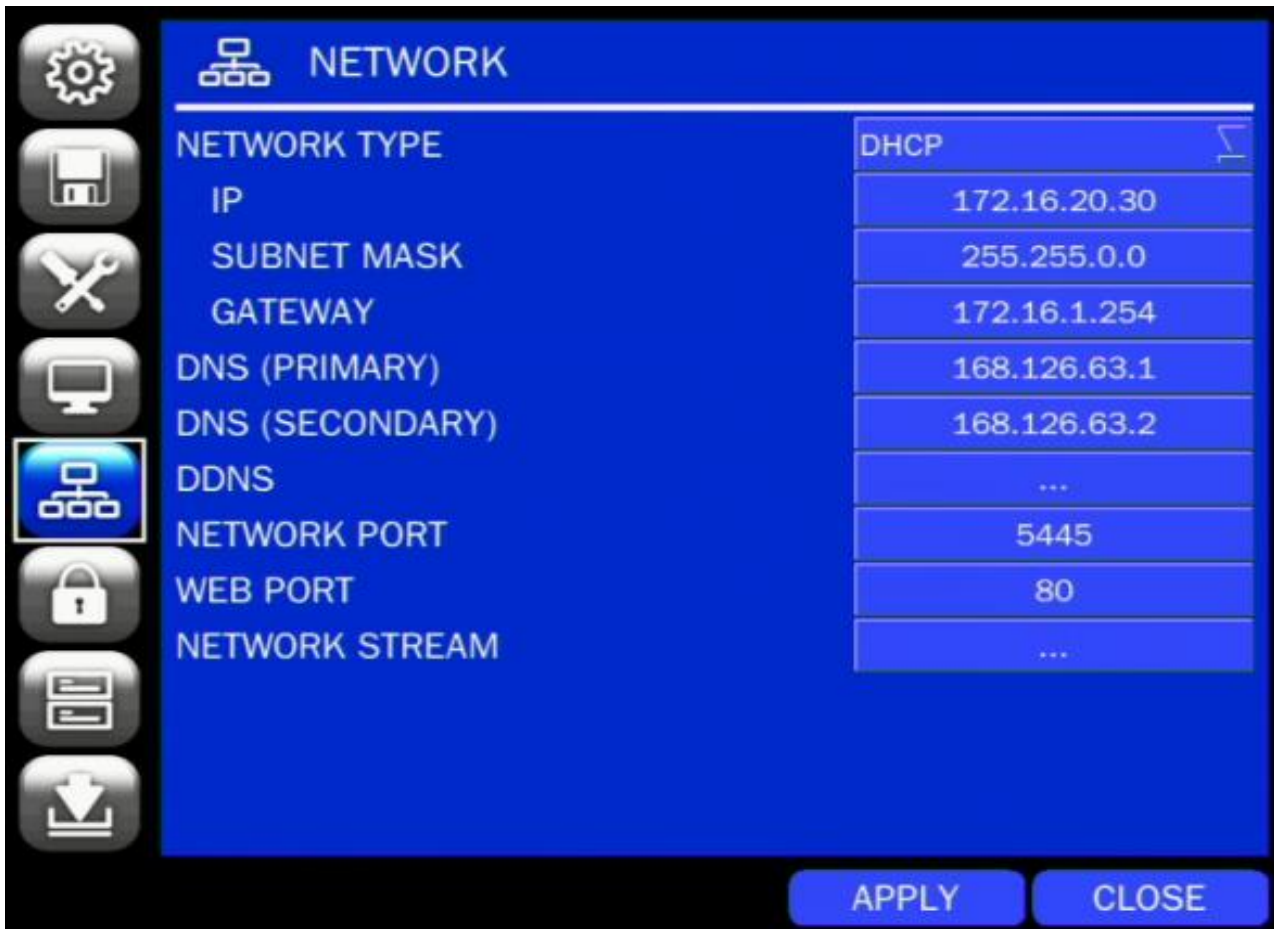 NETWORK
NETWORK TYPE DHCP
IP 172.16.20.30
SUBNET MASK 255.255.0.0
GATEWAY 172.16.1.254
DNS (PRIMARY) 168.126.63.1
DNS (SECONDARY) 168.126.63.2
DDNS ...
NETWORK PORT 5445
WEB PORT 80
NETWORK STREAM ...
APPLY CLOSE